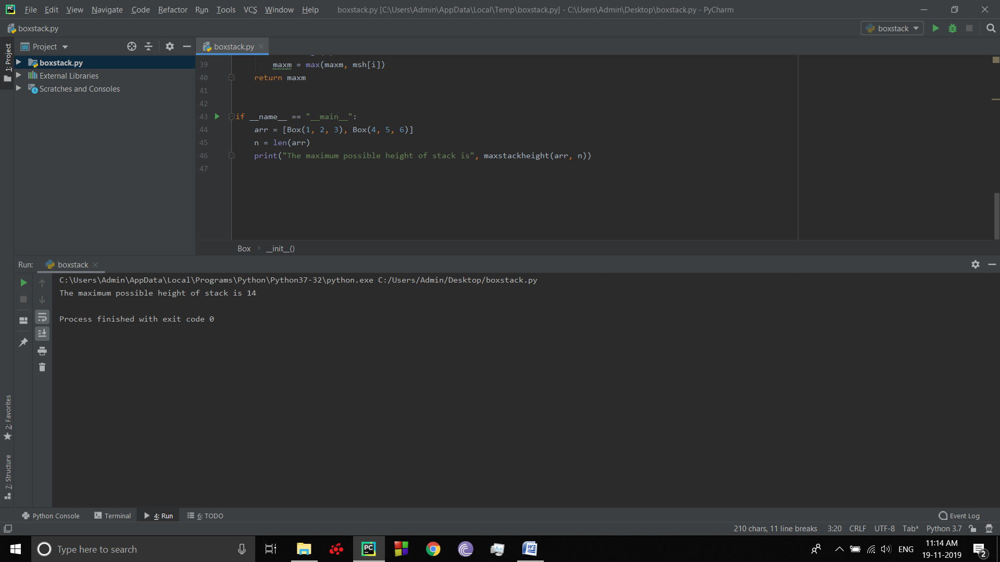 PC File Edit View Navigate Code Refactor Run Tools VCS Window Help boxstack.py [C:\Users\Admin\AppData\Local\Temp\boxstack.py] - C:\Users\Admin\Desktop\boxstack.py - PyCharm
boxstack.py boxstack
1: Project Project boxstack.py
boxstack.py
External Libraries
Scratches and Consoles
39 maxm = max(maxm, msh[i])
40 return maxm
41
42
43 if __name__ == "__main__":
44 arr = [Box(1, 2, 3), Box(4, 5, 6)]
45 n = len(arr)
46 print("The maximum possible height of stack is", maxstackheight(arr, n))
47
Box › __init__()
Run: boxstack
C:\Users\Admin\AppData\Local\Programs\Python\Python37-32\python.exe C:/Users/Admin/Desktop/boxstack.py
The maximum possible height of stack is 14
Process finished with exit code 0
2: Favorites
7: Structure
Python Console Terminal 4: Run 6: TODO Event Log
210 chars, 11 line breaks 3:20 CRLF UTF-8 Tab* Python 3.7
Type here to search PC ENG 11:14 AM
19-11-2019 2